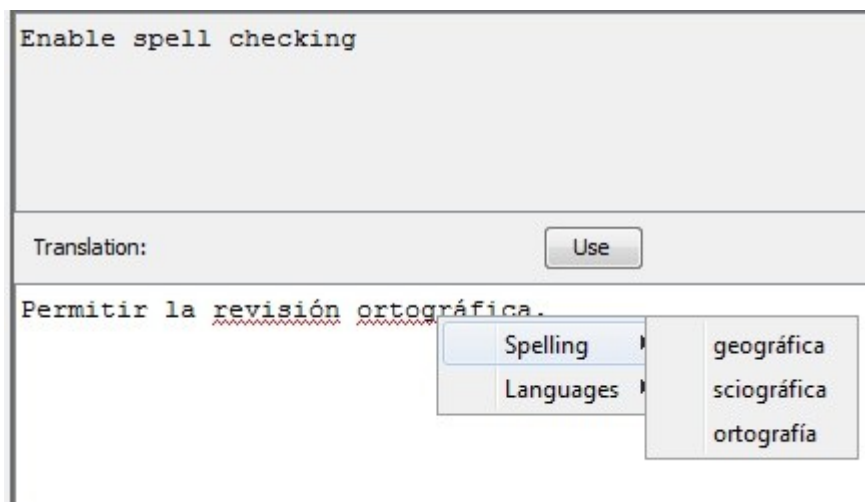 Enable spell checking
Translation:
Use
Permitir la revisión ortográfica.
Spelling
Languages
geográfica
sciográfica
ortografía